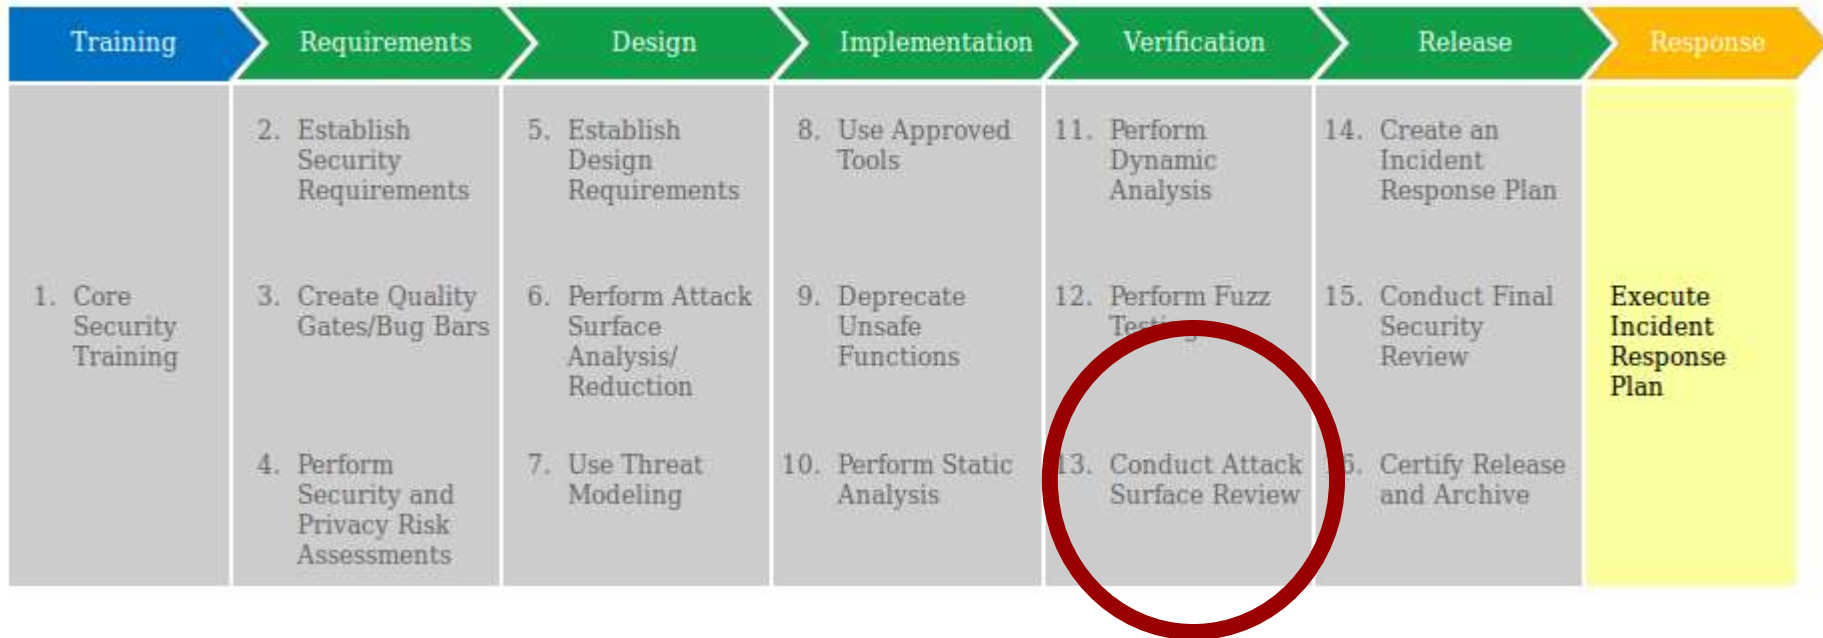 Training
Requirements
Design
Implementation
Verification
Release
Response
1. Core
Security
Training
2. Establish
Security
Requirements
3. Create Quality
Gates/Bug Bars
4. Perform
Security and
Privacy Risk
Assessments
5. Establish
Design
Requirements
6. Perform Attack
Surface
Analysis/
Reduction
7. Use Threat
Modeling
8. Use Approved
Tools
9. Deprecate
Unsafe
Functions
10. Perform Static
Analysis
11. Perform
Dynamic
Analysis
12. Perform Fuzz
Testing
13. Conduct Attack
Surface Review
14. Create an
Incident
Response Plan
15. Conduct Final
Security
Review
16. Certify Release
and Archive
Execute
Incident
Response
Plan